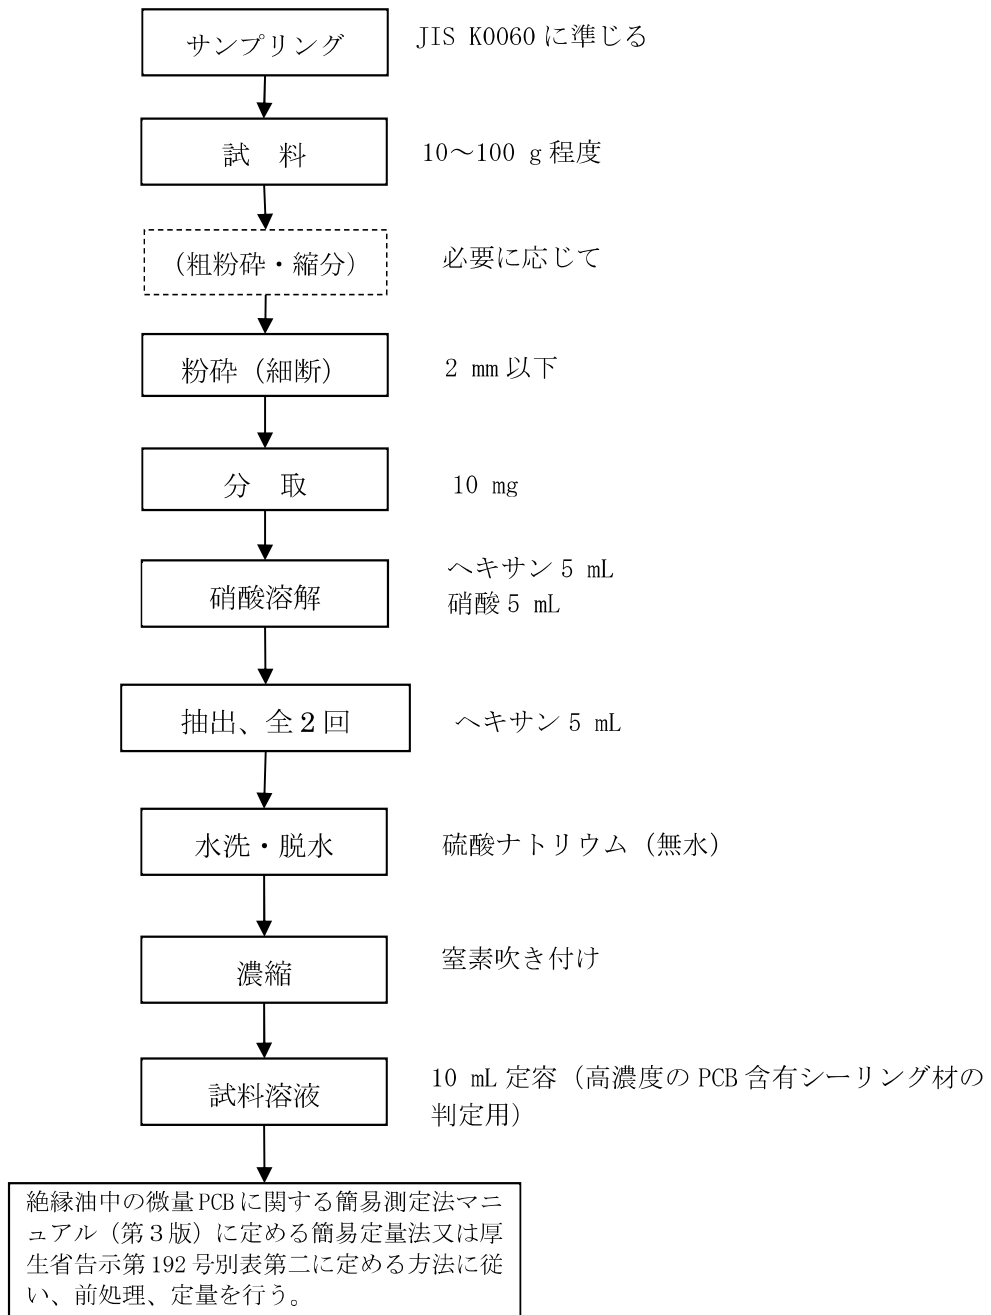 サンプリング
JIS K0060 に準じる
試　料
10～100 g 程度
（粗粉砕・縮分）
必要に応じて
粉砕（細断）
2 mm 以下
分　取
10 mg
硝酸溶解
ヘキサン 5 mL
硝酸 5 mL
抽出、全２回
ヘキサン 5 mL
水洗・脱水
硫酸ナトリウム（無水）
濃縮
窒素吹き付け
試料溶液
10 mL 定容（高濃度の PCB 含有シーリング材の
判定用）
絶縁油中の微量 PCB に関する簡易測定法マニ
ュアル（第３版）に定める簡易定量法又は厚
生省告示第 192 号別表第二に定める方法に従
い、前処理、定量を行う。